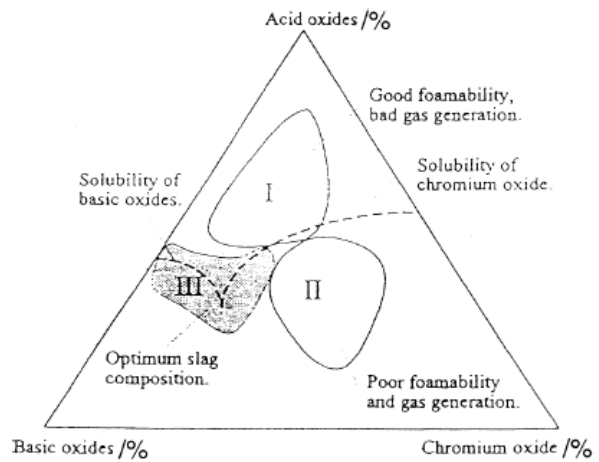 Acid oxides/%
Good foamability,
bad gas generation.
Solubility of
basic oxides.
Solubility of
chromium oxide.
I
II
III
Optimum slag
composition.
Poor foamability
and gas generation.
Basic oxides/%
Chromium oxide/%